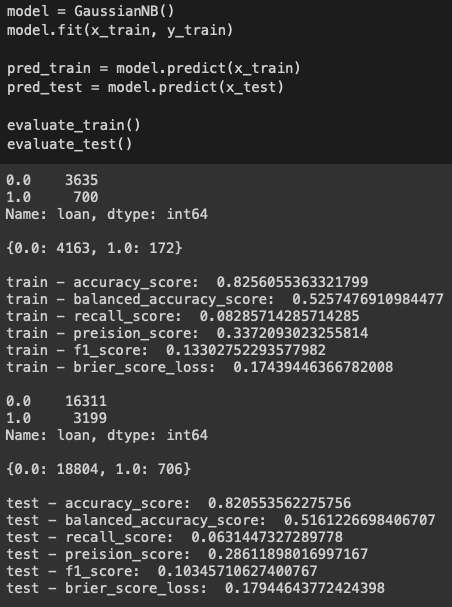 model = GaussianNB()
model.fit(x_train, y_train)
pred_train = model.predict(x_train)
pred_test = model.predict(x_test)
evaluate_train()
evaluate_test()
0.0    3635
1.0     700
Name: loan, dtype: int64
{0.0: 4163, 1.0: 172}
train - accuracy_score:  0.8256055363321799
train - balanced_accuracy_score:  0.5257476910984477
train - recall_score:  0.08285714285714285
train - preision_score:  0.3372093023255814
train - f1_score:  0.13302752293577982
train - brier_score_loss:  0.17439446366782008
0.0    16311
1.0     3199
Name: loan, dtype: int64
{0.0: 18804, 1.0: 706}
test - accuracy_score:  0.820553562275756
test - balanced_accuracy_score:  0.5161226698406707
test - recall_score:  0.0631447327289778
test - preision_score:  0.28611898016997167
test - f1_score:  0.10345710627400767
test - brier_score_loss:  0.17944643772424398